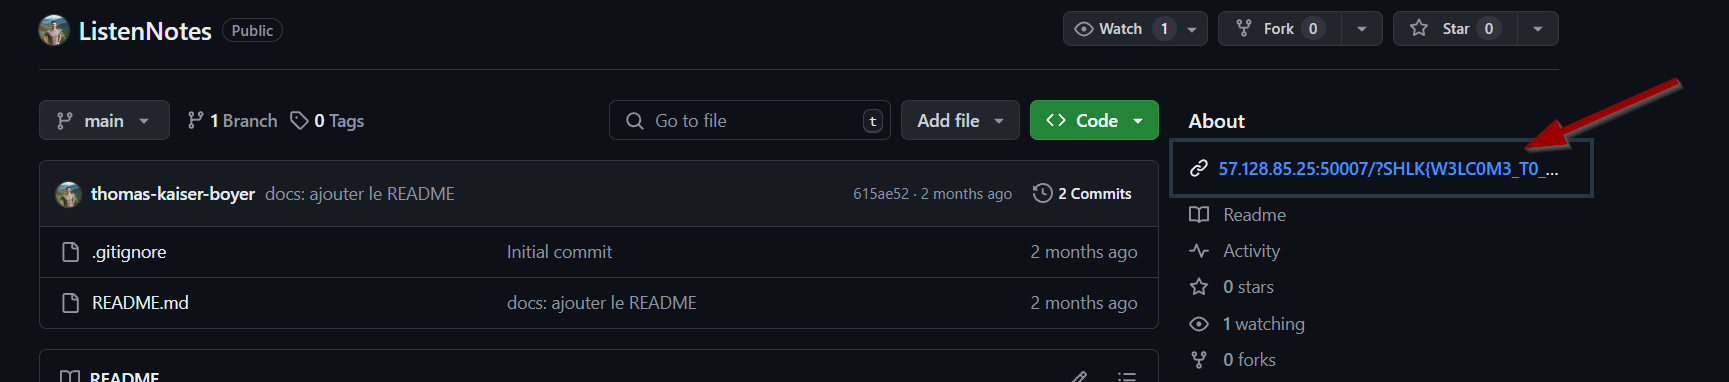 ListenNotes Public
Watch 1 Fork 0 Star 0
main 1 Branch 0 Tags Go to file t Add file Code
About
57.128.85.25:50007/?SHLK{W3LC0M3_T0_...
thomas-kaiser-boyer docs: ajouter le README 615ae52 · 2 months ago 2 Commits
Readme
.gitignore Initial commit 2 months ago
Activity
0 stars
README.md docs: ajouter le README 2 months ago
1 watching
0 forks
README